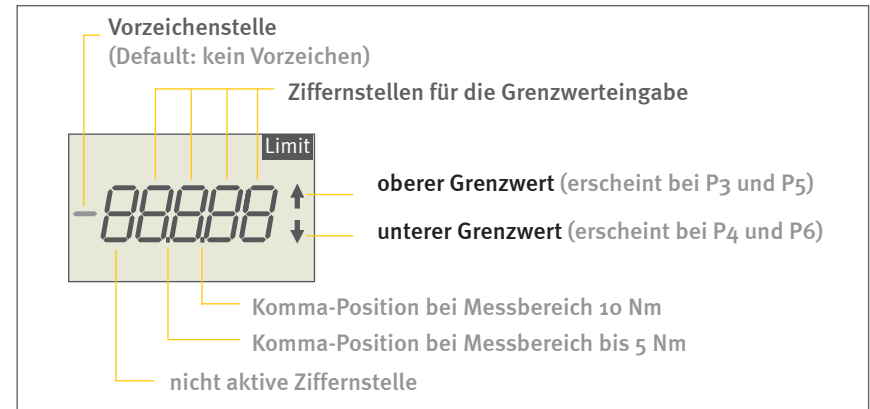 Vorzeichenstelle
(Default: kein Vorzeichen)
Ziffernstellen für die Grenzwerteingabe
Limit
oberer Grenzwert (erscheint bei P3 und P5)
-88888
unterer Grenzwert (erscheint bei P4 und P6)
Komma-Position bei Messbereich 10 Nm
Komma-Position bei Messbereich bis 5 Nm
nicht aktive Ziffernstelle